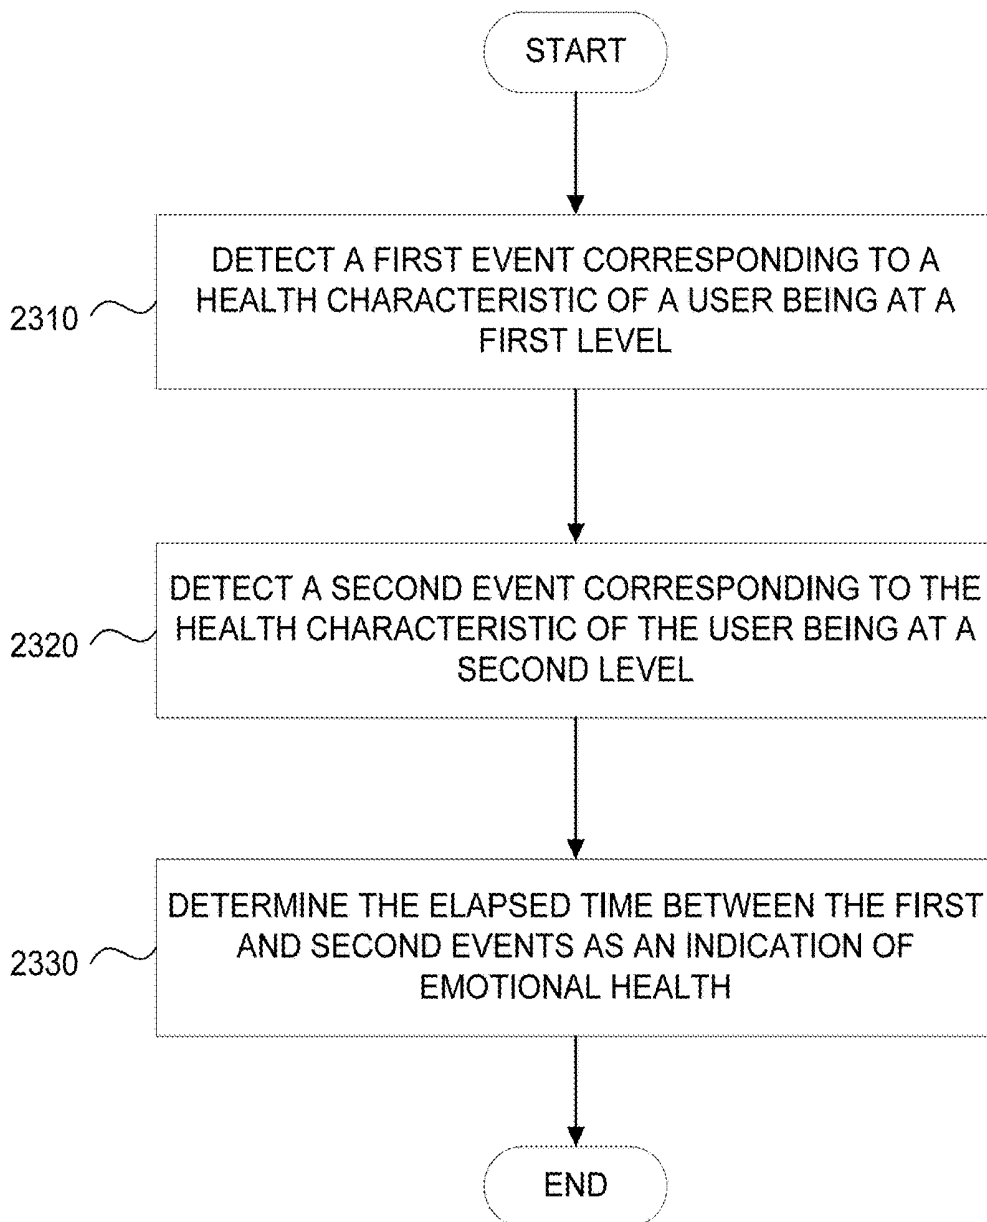 START
DETECT A FIRST EVENT CORRESPONDING TO A
HEALTH CHARACTERISTIC OF A USER BEING AT A
FIRST LEVEL
2310
DETECT A SECOND EVENT CORRESPONDING TO THE
HEALTH CHARACTERISTIC OF THE USER BEING AT A
SECOND LEVEL
2320
DETERMINE THE ELAPSED TIME BETWEEN THE FIRST
AND SECOND EVENTS AS AN INDICATION OF
EMOTIONAL HEALTH
2330
END